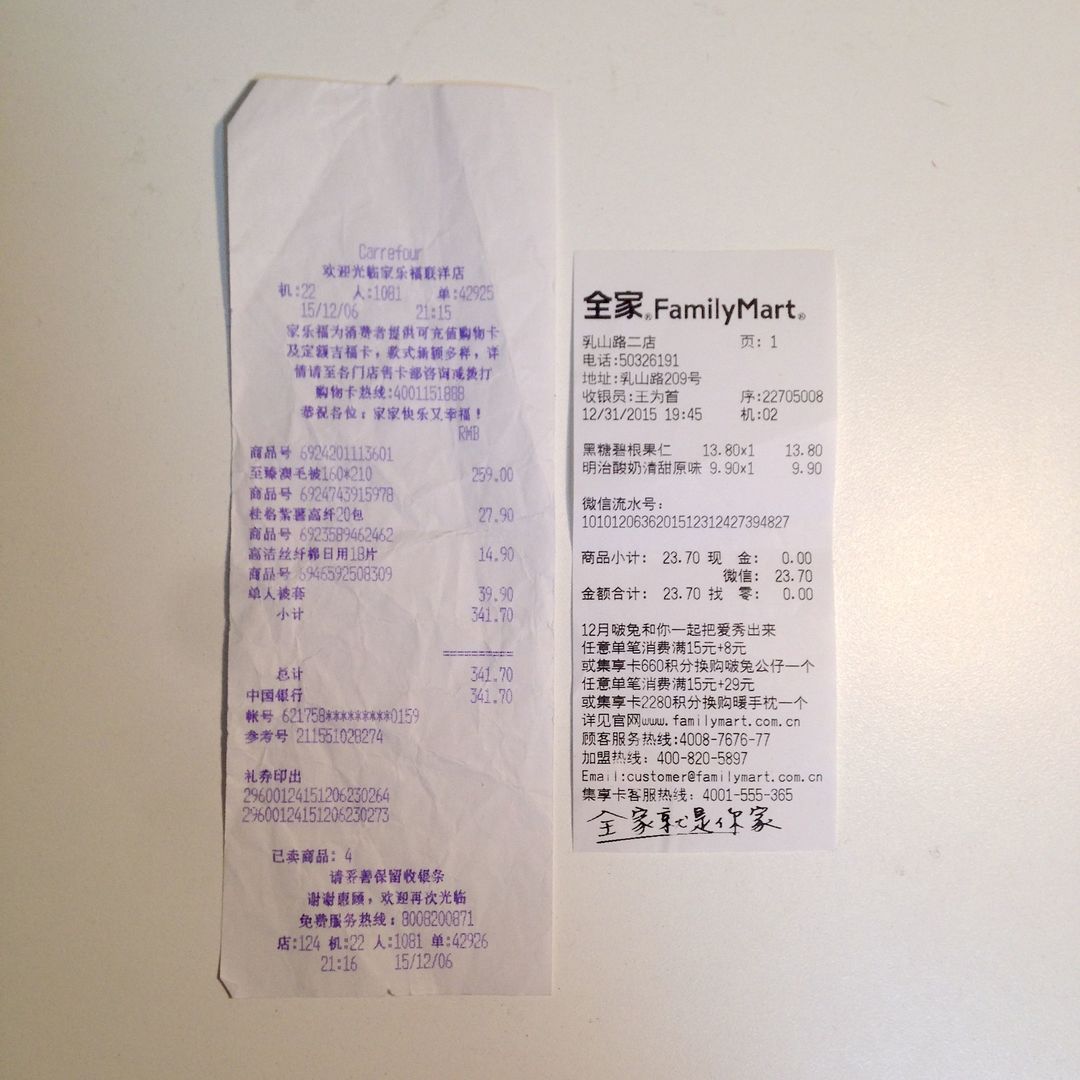 Carrefour
欢迎光临家乐福联洋店
机:22 人:1081 单:42925
15/12/06 21:15
家乐福为消费者提供可充值购物卡
及定额吉福卡，款式新颖多样，详
情请至各门店售卡部咨询或拨打
购物卡热线:4001151888
恭祝各位：家家快乐又幸福！
RMB
商品号 6924201113601
至臻澳毛被160*210 259.00
商品号 6924743915978
桂格紫薯高纤20包 27.90
商品号 6923589462462
高洁丝纤棉日用18片 14.90
商品号 6946592508309
单人被套 39.90
小计 341.70
==========
总计 341.70
中国银行 341.70
帐号 621758*********0159
参考号 211551028274
礼券印出
29600124151206230264
29600124151206230273
已卖商品: 4
请妥善保留收银条
谢谢惠顾，欢迎再次光临
免费服务热线: 8008200871
店:124 机:22 人:1081 单:42926
21:16 15/12/06
全家®FamilyMart®
乳山路二店 页: 1
电话:50326191
地址:乳山路209号
收银员:王为首 序:22705008
12/31/2015 19:45 机:02
黑糖碧根果仁 13.80x1 13.80
明治酸奶清甜原味 9.90x1 9.90
微信流水号:
1010120636201512312427394827
商品小计: 23.70 现 金: 0.00
微信: 23.70
金额合计: 23.70 找 零: 0.00
12月啵兔和你一起把爱秀出来
任意单笔消费满15元+8元
或集享卡660积分换购啵兔公仔一个
任意单笔消费满15元+29元
或集享卡2280积分换购暖手枕一个
详见官网www.familymart.com.cn
顾客服务热线:4008-7676-77
加盟热线: 400-820-5897
Email:customer@familymart.com.cn
集享卡客服热线: 4001-555-365
全家就是你家